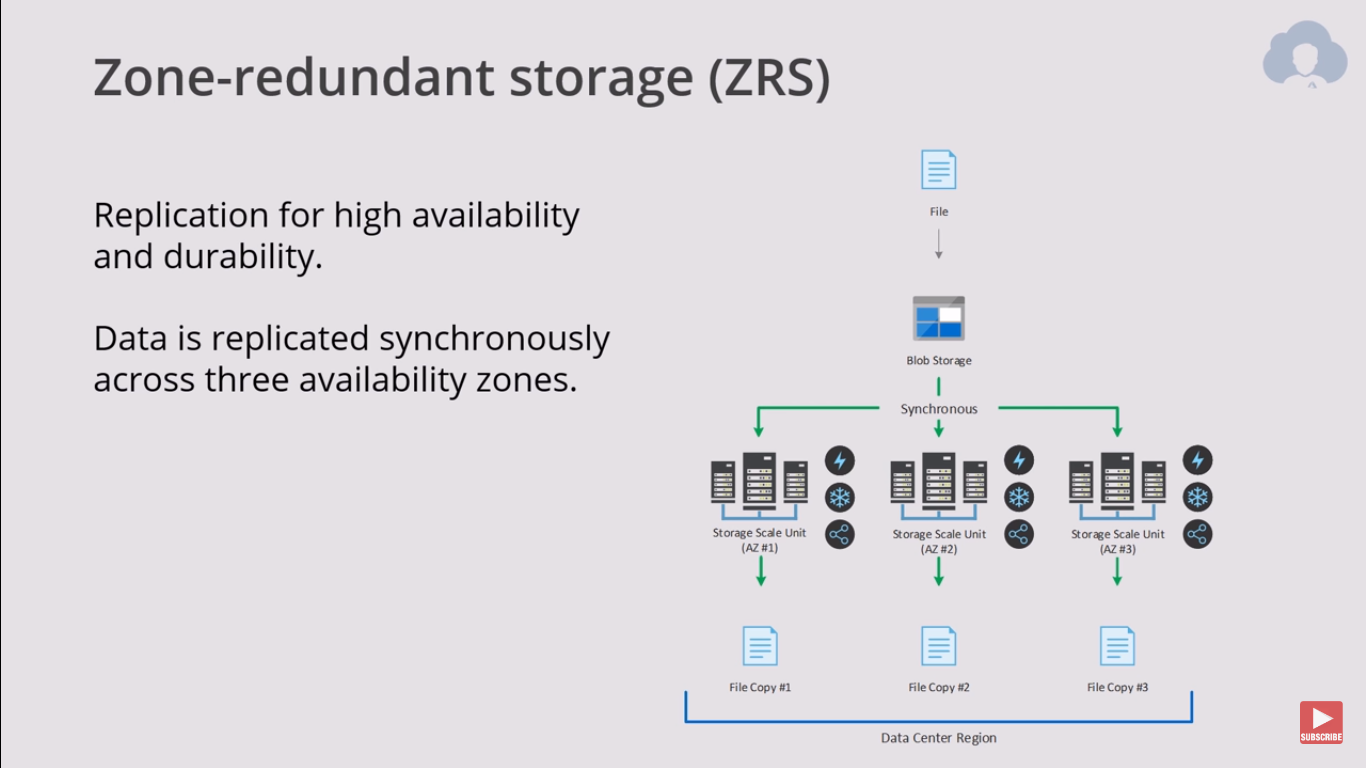 Zone-redundant storage (ZRS)
Replication for high availability
and durability.
Data is replicated synchronously
across three availability zones.
File
Blob Storage
Synchronous
Storage Scale Unit
(AZ #1)
Storage Scale Unit
(AZ #2)
Storage Scale Unit
(AZ #3)
File Copy #1
File Copy #2
File Copy #3
Data Center Region
SUBSCRIBE